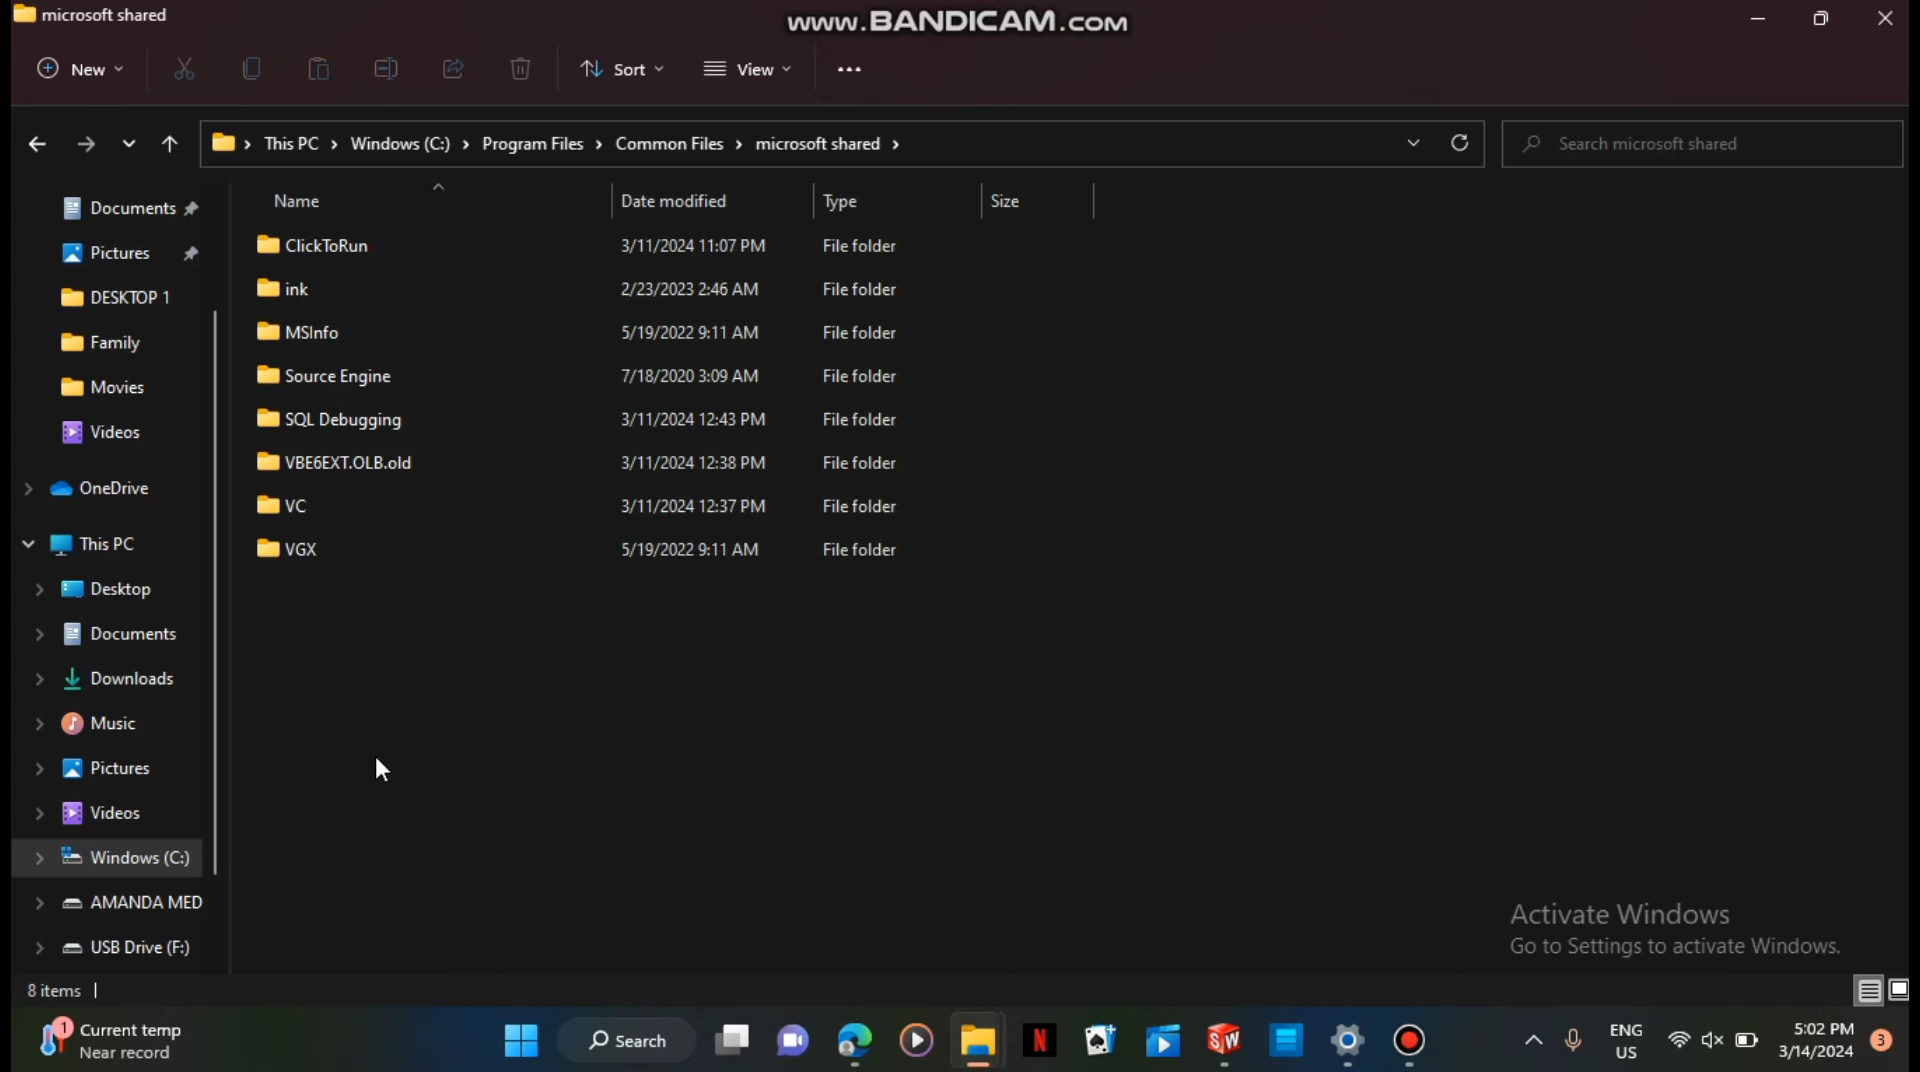 microsoft shared
www.BANDICAM.com
New
Sort
View
This PC > Windows (C:) > Program Files > Common Files > microsoft shared >
Search microsoft shared
Name Date modified Type Size
ClickToRun 3/11/2024 11:07 PM File folder
ink 2/23/2023 2:46 AM File folder
MSInfo 5/19/2022 9:11 AM File folder
Source Engine 7/18/2020 3:09 AM File folder
SQL Debugging 3/11/2024 12:43 PM File folder
VBE6EXT.OLB.old 3/11/2024 12:38 PM File folder
VC 3/11/2024 12:37 PM File folder
VGX 5/19/2022 9:11 AM File folder
Documents
Pictures
DESKTOP 1
Family
Movies
Videos
OneDrive
This PC
Desktop
Documents
Downloads
Music
Pictures
Videos
Windows (C:)
AMANDA MED
USB Drive (F:)
Activate Windows
Go to Settings to activate Windows.
8 items
1
Current temp
Near record
Search
N
SW
ENG
US
5:02 PM
3/14/2024
3